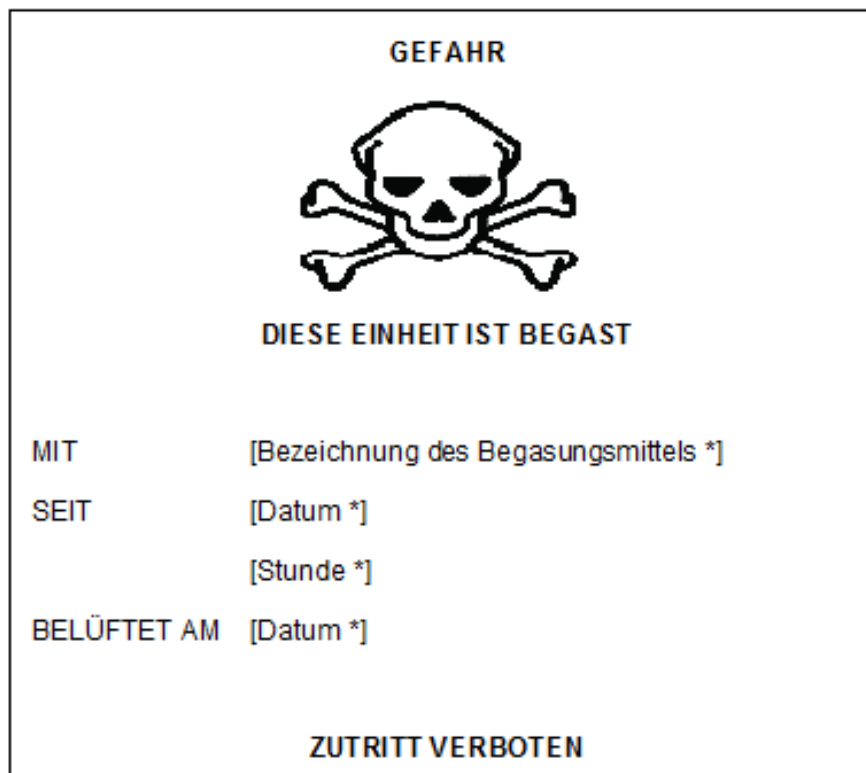 GEFAHR
DIESE EINHEIT IST BEGAST
MIT [Bezeichnung des Begasungsmittels *]
SEIT [Datum *]
[Stunde *]
BELÜFTET AM [Datum *]
ZUTRITT VERBOTEN